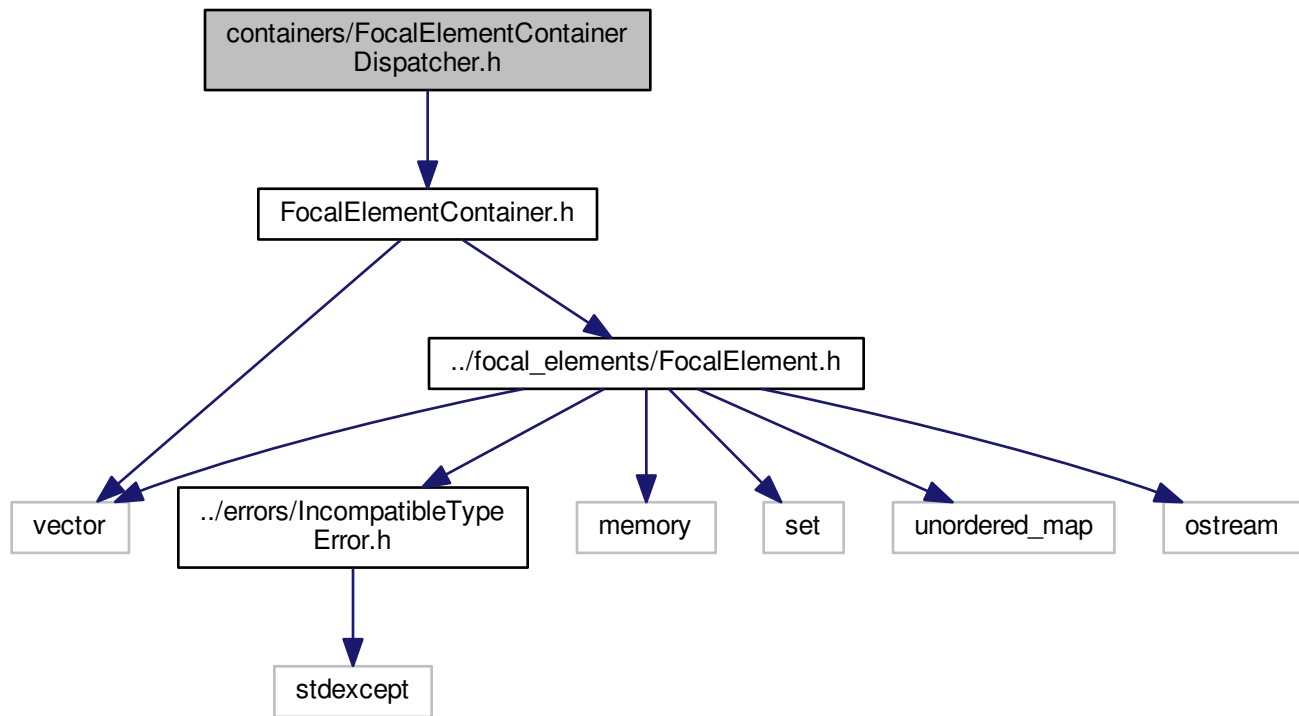 containers/FocalElementContainer
Dispatcher.h
FocalElementContainer.h
../focal_elements/FocalElement.h
vector
../errors/IncompatibleType
Error.h
memory
set
unordered_map
ostream
stdexcept